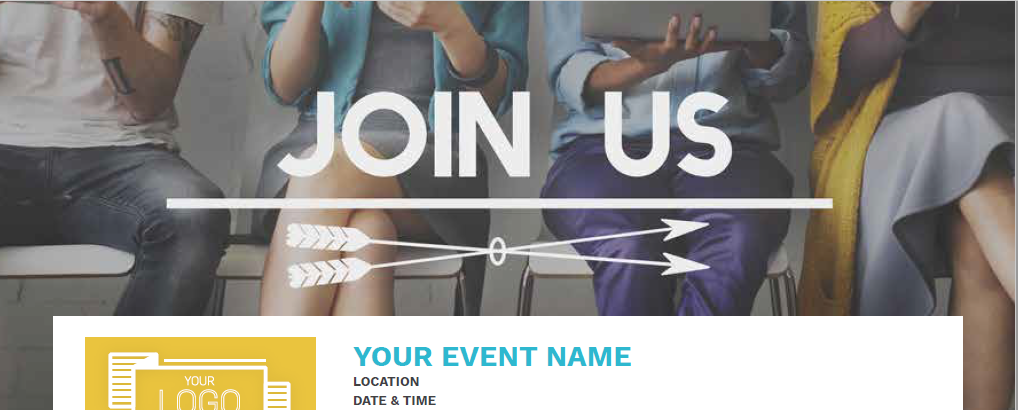 JOIN US
YOUR EVENT NAME
LOCATION
DATE & TIME
YOUR
LOGO